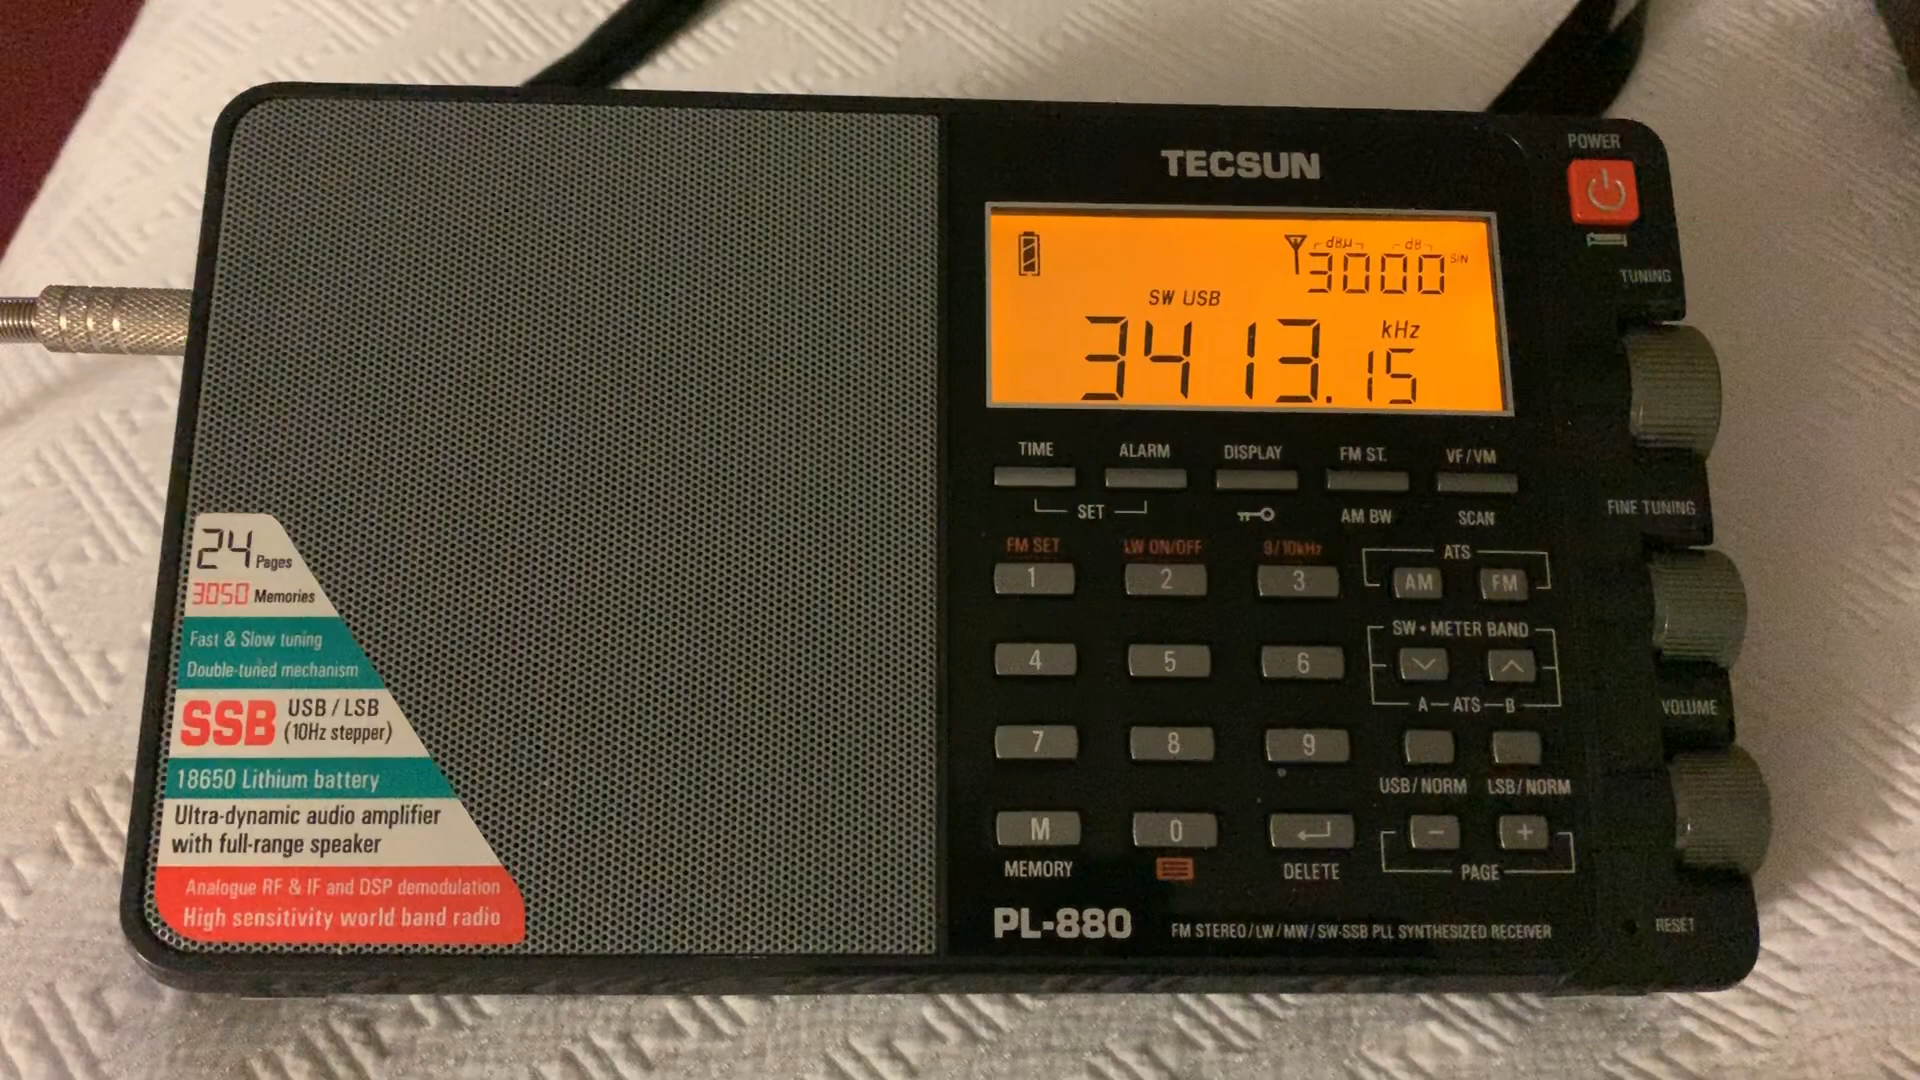 TECSUN
POWER
dBμ dB
3000 S/N
SW USB
kHz
3413.15
TUNING
TIME ALARM DISPLAY FM ST. VF/VM
SET AM BW SCAN
FINE TUNING
FM SET LW ON/OFF 9/10kHz ATS
1 2 3 AM FM
SW • METER BAND
4 5 6
A ATS B
VOLUME
7 8 9
USB/NORM LSB/NORM
M 0 - +
MEMORY DELETE PAGE
PL-880 FM STEREO/LW/MW/SW-SSB PLL SYNTHESIZED RECEIVER
RESET
24 Pages
3050 Memories
Fast & Slow tuning
Double-tuned mechanism
SSB USB / LSB
(10Hz stepper)
18650 Lithium battery
Ultra-dynamic audio amplifier
with full-range speaker
Analogue RF & IF and DSP demodulation
High sensitivity world band radio